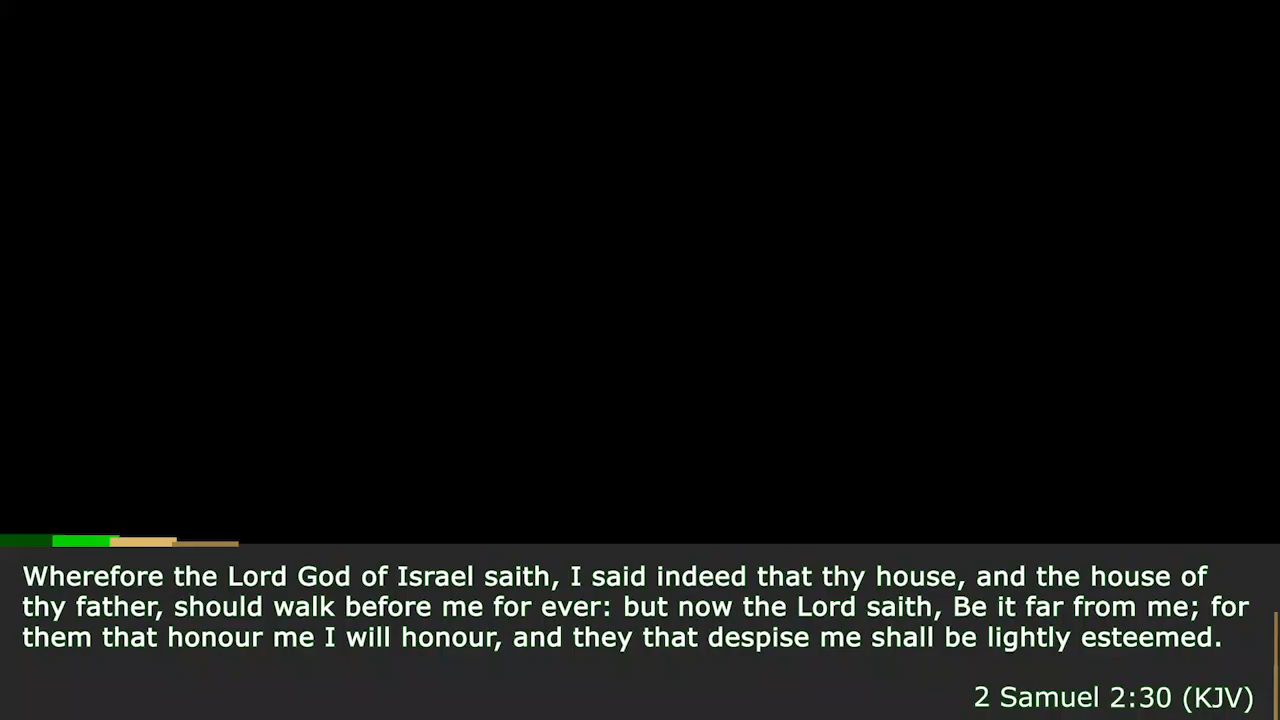 Wherefore the Lord God of Israel saith, I said indeed that thy house, and the house of
thy father, should walk before me for ever: but now the Lord saith, Be it far from me; for
them that honour me I will honour, and they that despise me shall be lightly esteemed.
2 Samuel 2:30 (KJV)